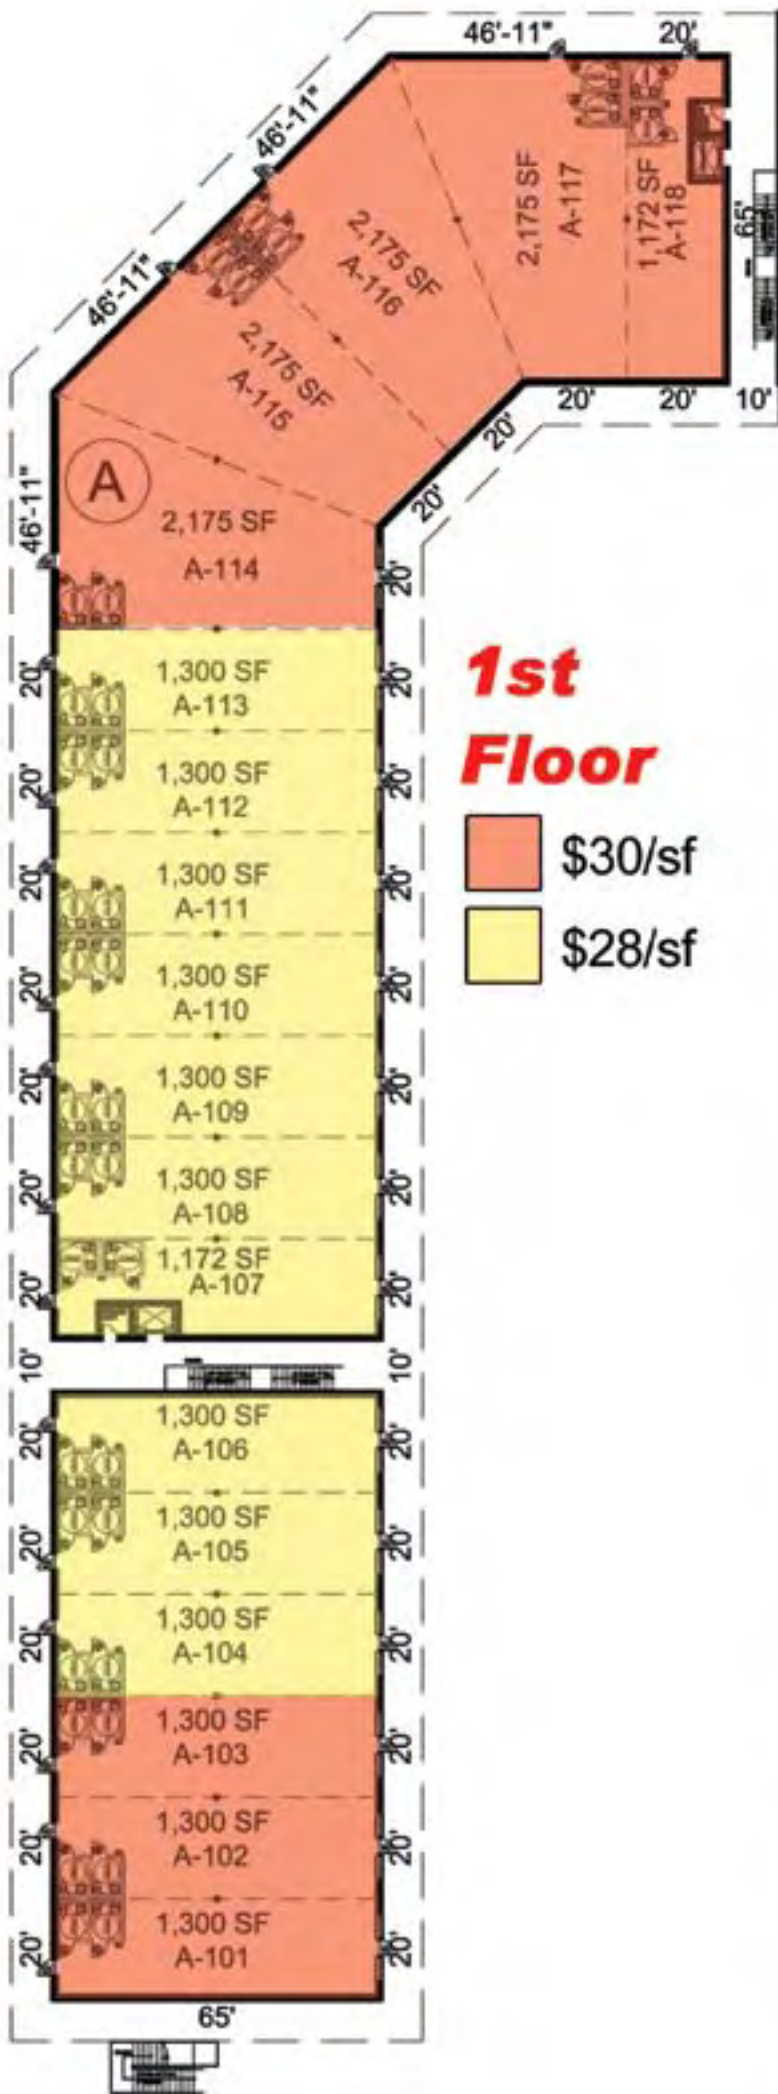 46'-11"
20'
46'-11"
2,175 SF
A-117
1,172 SF
A-118
65'
2,175 SF
A-116
46'-11"
2,175 SF
A-115
20'
20'
10'
20'
20'
A
46'-11"
2,175 SF
A-114
20'
1st
Floor
$30/sf
$28/sf
20'
1,300 SF
A-113
20'
20'
1,300 SF
A-112
20'
20'
1,300 SF
A-111
20'
20'
1,300 SF
A-110
20'
20'
1,300 SF
A-109
20'
20'
1,300 SF
A-108
20'
20'
1,172 SF
A-107
20'
10'
10'
20'
1,300 SF
A-106
20'
20'
1,300 SF
A-105
20'
20'
1,300 SF
A-104
20'
20'
1,300 SF
A-103
20'
20'
1,300 SF
A-102
20'
20'
1,300 SF
A-101
20'
65'